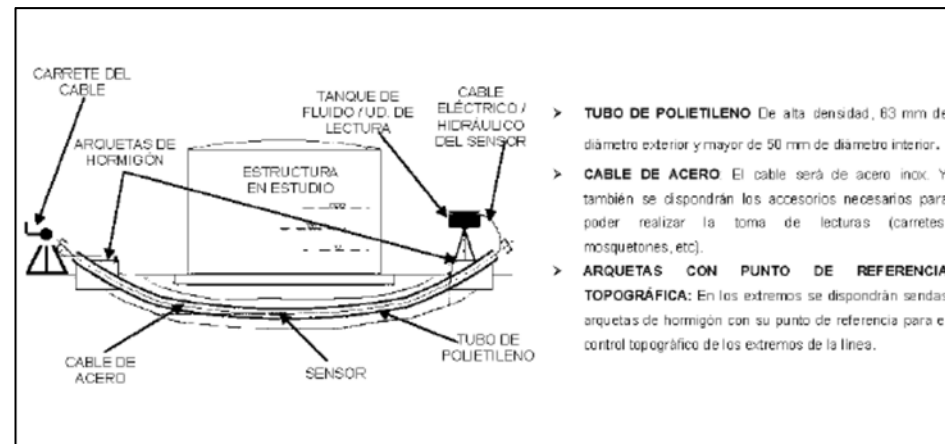 CARRETE DEL
CABLE
ARQUETAS DE
HORMIGÓN
TANQUE DE
FLUIDO / UD. DE
LECTURA
CABLE
ELÉCTRICO /
HIDRÁULICO
DEL SENSOR
ESTRUCTURA
EN ESTUDIO
CABLE DE
ACERO
SENSOR
TUBO DE
POLIETILENO
➢ TUBO DE POLIETILENO De alta densidad, 63 mm de
diámetro exterior y mayor de 50 mm de diámetro interior.
➢ CABLE DE ACERO El cable será de acero inox. Y
también se dispondrán los accesorios necesarios para
poder realizar la toma de lecturas (carretes,
mosquetones, etc).
➢ ARQUETAS CON PUNTO DE REFERENCIA
TOPOGRÁFICA: En los extremos se dispondrán sendas
arquetas de hormigón con su punto de referencia para el
control topográfico de los extremos de la línea.